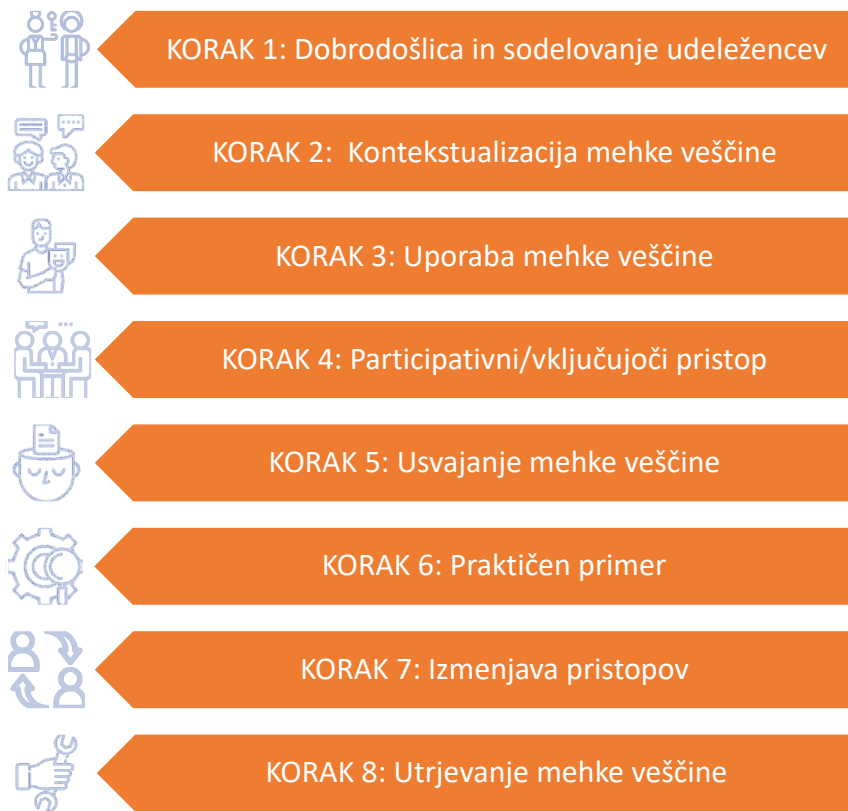 KORAK 1: Dobrodošlica in sodelovanje udeležencev
KORAK 2:  Kontekstualizacija mehke veščine
KORAK 3: Uporaba mehke veščine
KORAK 4: Participativni/vključujoči pristop
KORAK 5: Usvajanje mehke veščine
KORAK 6: Praktičen primer
KORAK 7: Izmenjava pristopov
KORAK 8: Utrjevanje mehke veščine